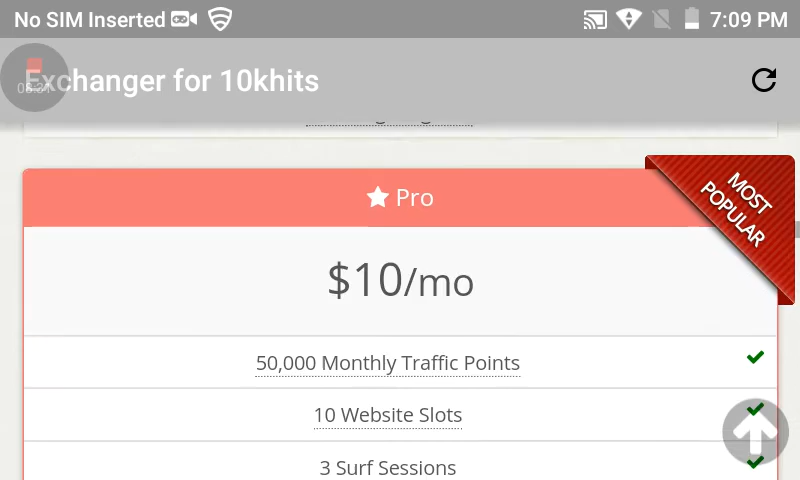 No SIM Inserted 7:09 PM
Exchanger for 10khits
Pro
MOST
POPULAR
$10/mo
50,000 Monthly Traffic Points
10 Website Slots
3 Surf Sessions